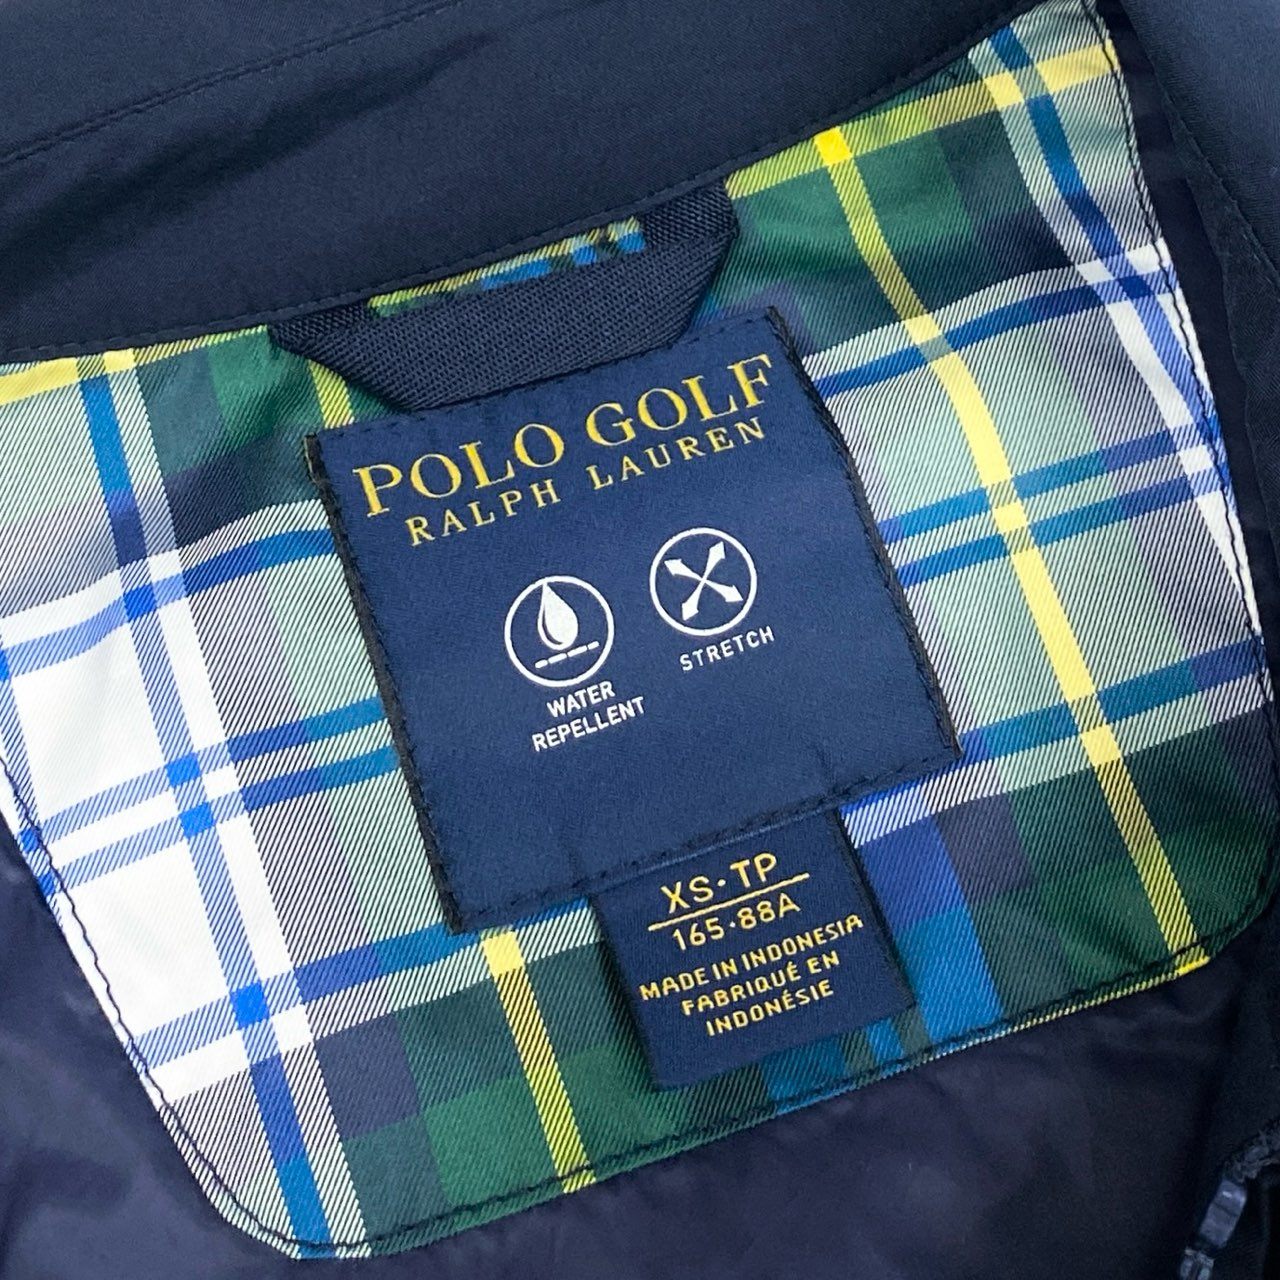 POLO GOLF
RALPH LAUREN
WATER
REPELLENT
STRETCH
XS·TP
165·88A
MADE IN INDONESIA
FABRIQUÉ EN
INDONÉSIE